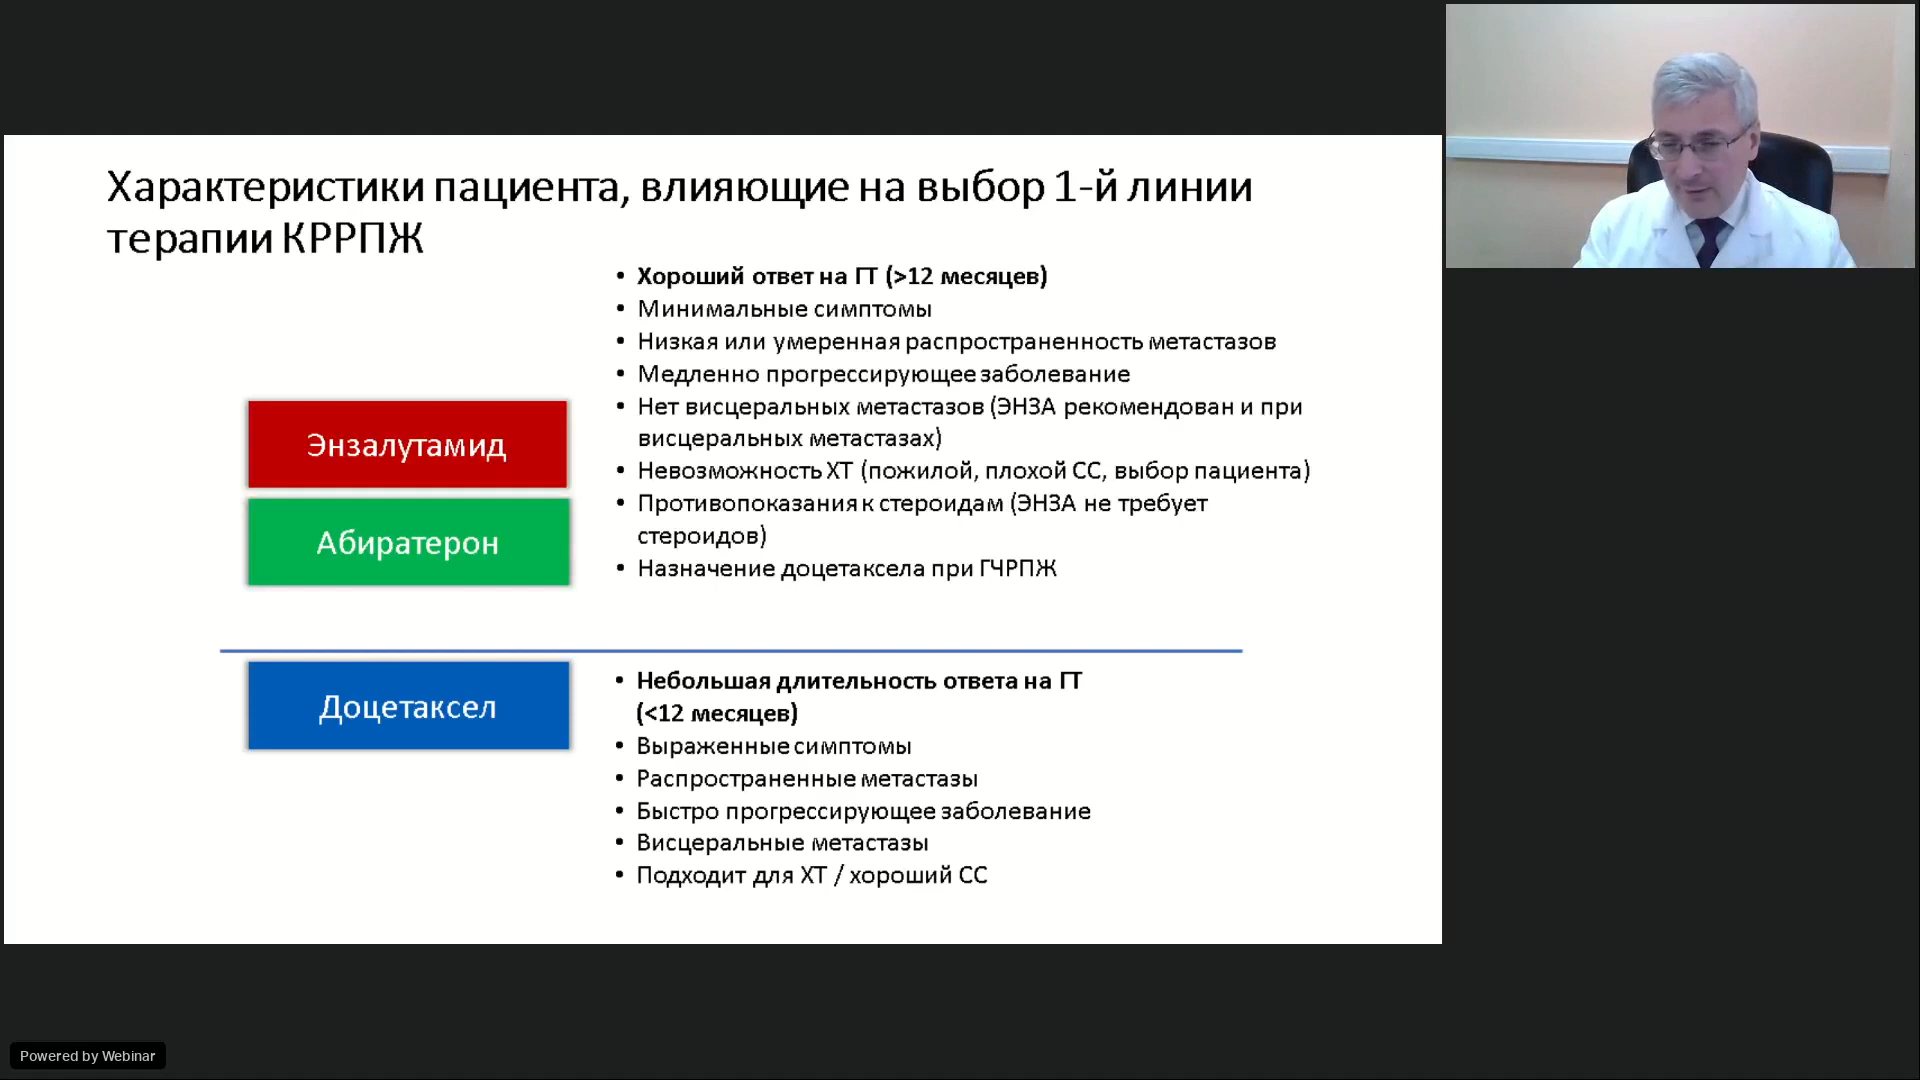 Характеристики пациента, влияющие на выбор 1-й линии
терапии КРРПЖ
• Хороший ответ на ГТ (>12 месяцев)
• Минимальные симптомы
• Низкая или умеренная распространенность метастазов
• Медленно прогрессирующее заболевание
• Нет висцеральных метастазов (ЭНЗА рекомендован и при
висцеральных метастазах)
• Невозможность ХТ (пожилой, плохой СС, выбор пациента)
• Противопоказания к стероидам (ЭНЗА не требует
стероидов)
• Назначение доцетаксела при ГЧРПЖ
Энзалутамид
Абиратерон
Доцетаксел
• Небольшая длительность ответа на ГТ
(<12 месяцев)
• Выраженные симптомы
• Распространенные метастазы
• Быстро прогрессирующее заболевание
• Висцеральные метастазы
• Подходит для ХТ / хороший СС
Powered by Webinar